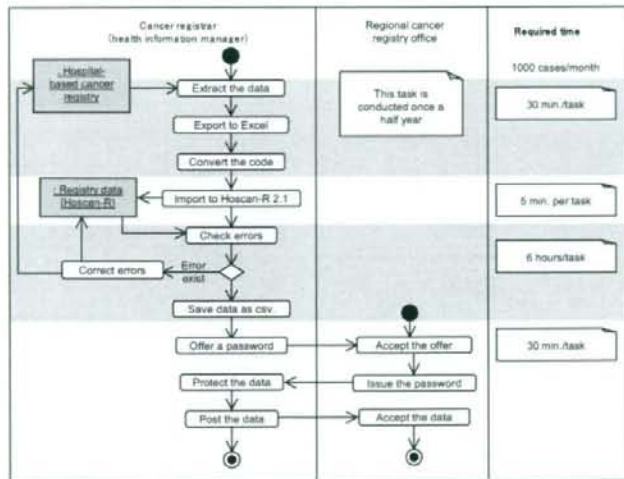 Cancer registrar
(health information manager)
Regional cancer
registry office
Required time
1000 cases/month
: Hospital-
based cancer
registry
Extract the data
This task is
conducted once a
half year
30 min./task
Export to Excel
Convert the code
: Registry data
(Hoscan-R)
Import to Hoscan-R 2.1
5 min. per task
Check errors
6 hours/task
Correct errors
Error
exist
Save data as csv.
Offer a password
Accept the offer
30 min./task
Protect the data
Issue the password
Post the data
Accept the data